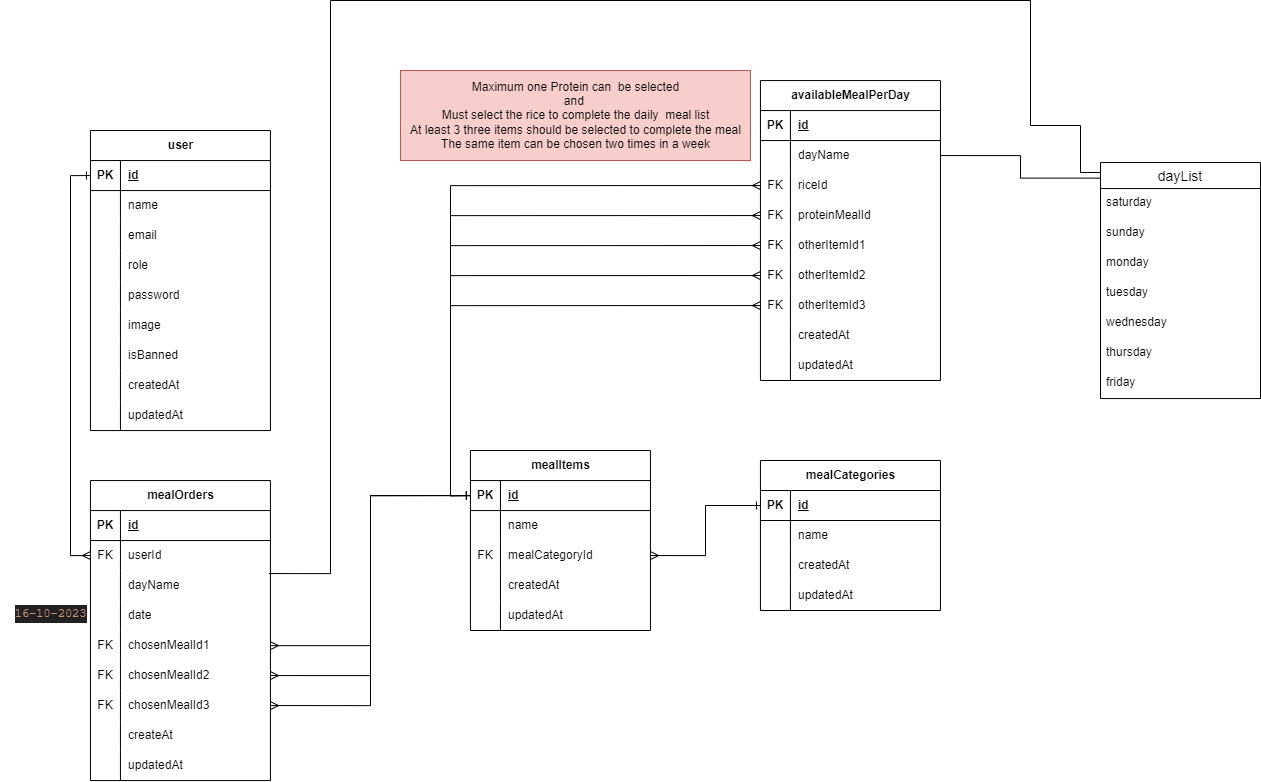 Maximum one Protein can  be selected
and
Must select the rice to complete the daily  meal list
At least 3 three items should be selected to complete the meal
The same item can be chosen two times in a week
availableMealPerDay
PK id
dayName
FK riceId
FK proteinMealId
FK otherItemId1
FK otherItemId2
FK otherItemId3
createdAt
updatedAt
user
PK id
name
email
role
password
image
isBanned
createdAt
updatedAt
dayList
saturday
sunday
monday
tuesday
wednesday
thursday
friday
mealOrders
PK id
FK userId
dayName
date
16-10-2023
FK chosenMealId1
FK chosenMealId2
FK chosenMealId3
createAt
updatedAt
mealItems
PK id
name
FK mealCategoryId
createdAt
updatedAt
mealCategories
PK id
name
createdAt
updatedAt